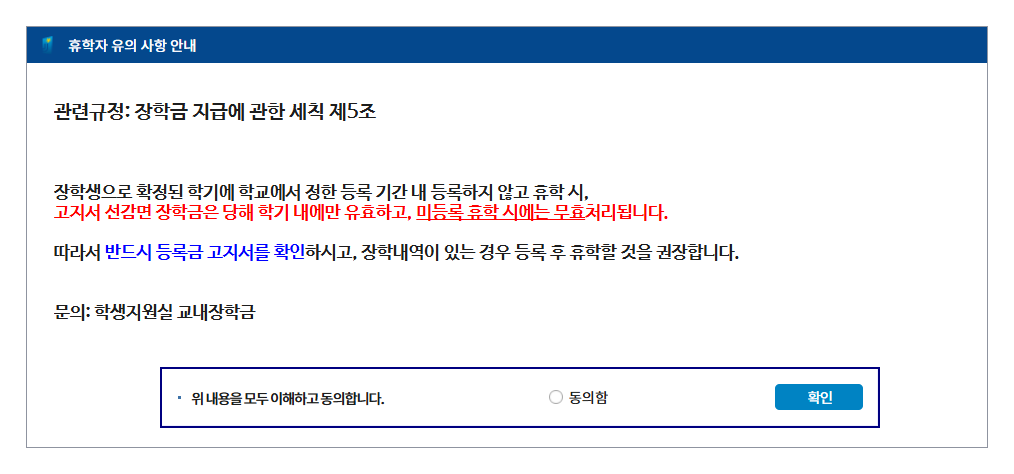 휴학자 유의 사항 안내
관련규정: 장학금 지급에 관한 세칙 제5조
장학생으로 확정된 학기에 학교에서 정한 등록 기간 내 등록하지 않고 휴학 시,
고지서 선감면 장학금은 당해 학기 내에만 유효하고, 미등록 휴학 시에는 무효처리됩니다.
따라서 반드시 등록금 고지서를 확인하시고, 장학내역이 있는 경우 등록 후 휴학할 것을 권장합니다.
문의: 학생지원실 교내장학금
위 내용을 모두 이해하고 동의합니다. 동의함 확인